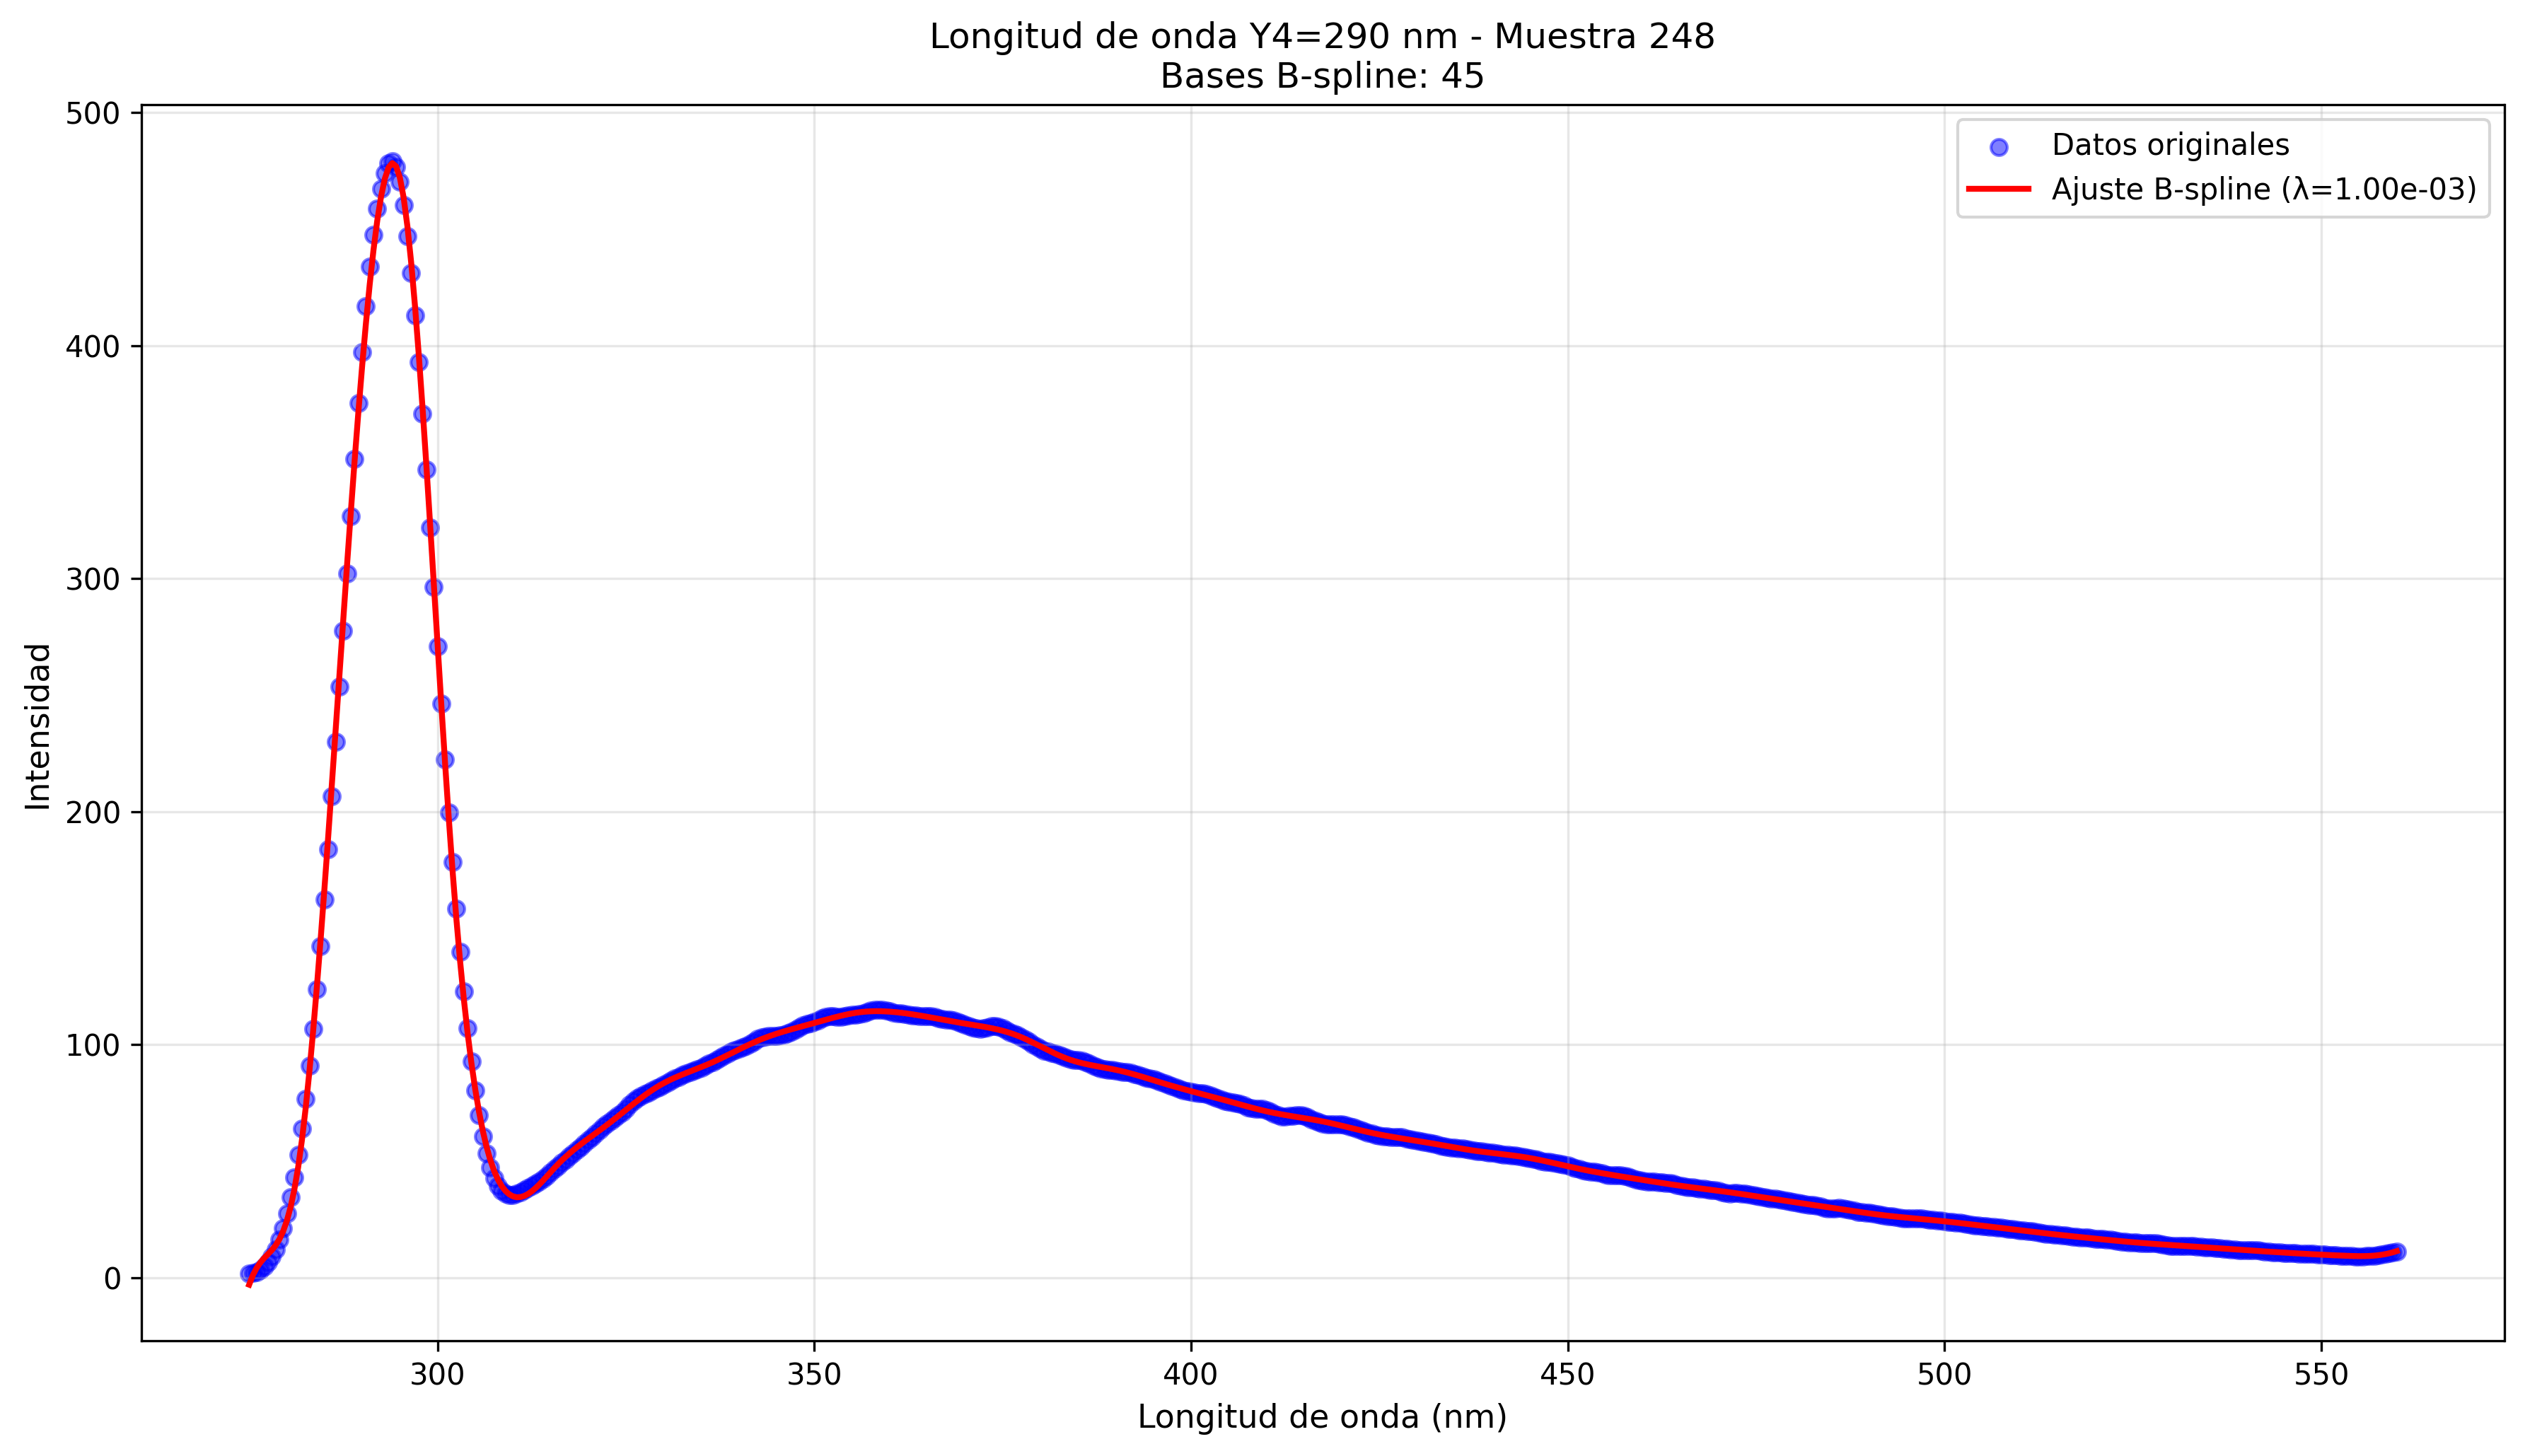 Longitud de onda Y4=290 nm - Muestra 248
Bases B-spline: 45
Datos originales
Ajuste B-spline (λ=1.00e-03)
Intensidad
500
400
300
200
100
0
300
350
400
450
500
550
Longitud de onda (nm)